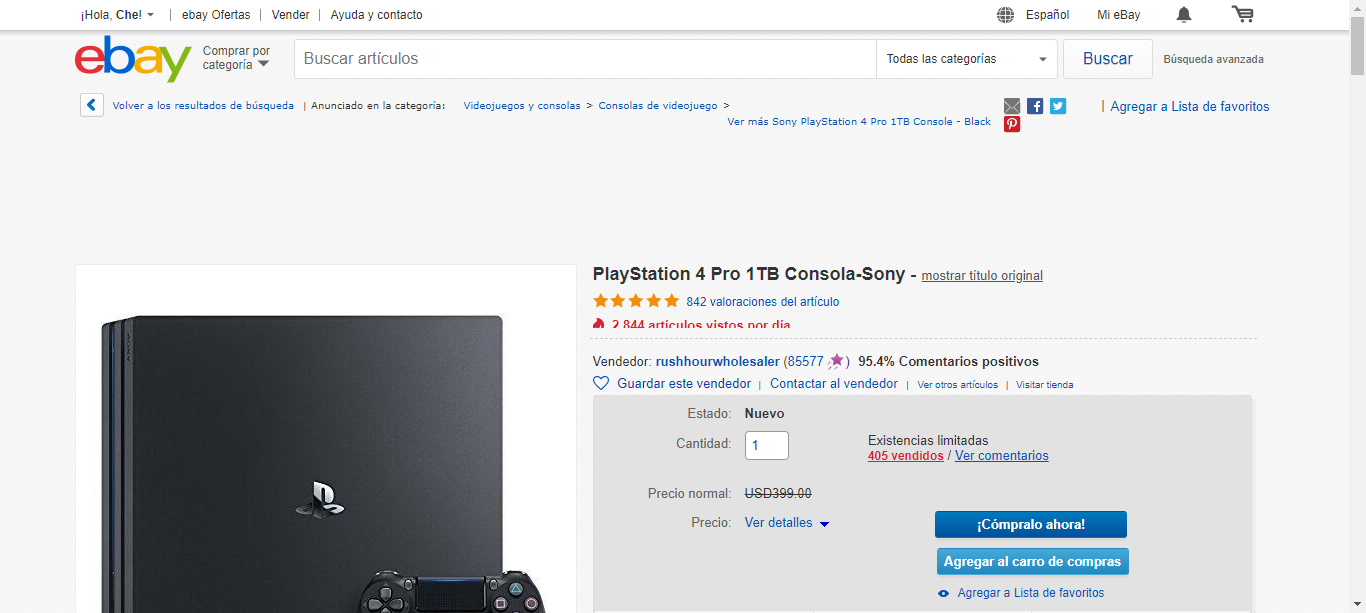 ¡Hola, Che! | ebay Ofertas | Vender | Ayuda y contacto Español Mi eBay
ebay Comprar por categoría Buscar artículos Todas las categorías Buscar Búsqueda avanzada
Volver a los resultados de búsqueda | Anunciado en la categoría: Videojuegos y consolas > Consolas de videojuego >
Ver más Sony PlayStation 4 Pro 1TB Console - Black
| Agregar a Lista de favoritos
PlayStation 4 Pro 1TB Consola-Sony - mostrar título original
842 valoraciones del artículo
2,844 artículos vistos por día
Vendedor: rushhourwholesaler (85577 ) 95.4% Comentarios positivos
Guardar este vendedor | Contactar al vendedor | Ver otros artículos | Visitar tienda
Estado: Nuevo
Cantidad: 1
Existencias limitadas
405 vendidos / Ver comentarios
Precio normal: USD399.00
Precio: Ver detalles
¡Cómpralo ahora!
Agregar al carro de compras
Agregar a Lista de favoritos
SONY